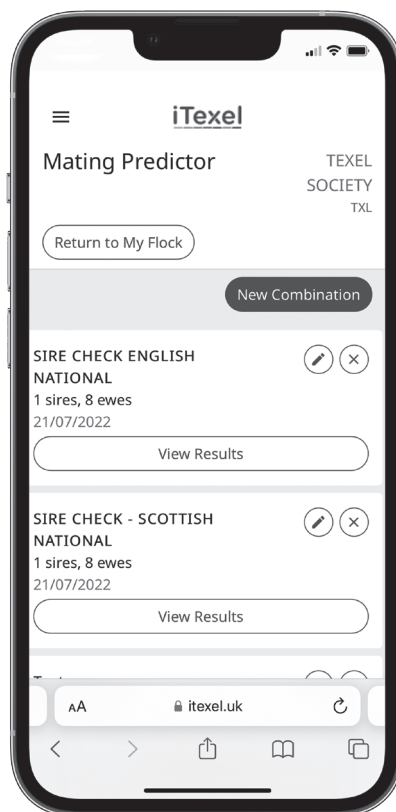 iTexel
Mating Predictor
TEXEL
SOCIETY
TXL
Return to My Flock
New Combination
SIRE CHECK ENGLISH
NATIONAL
1 sires, 8 ewes
21/07/2022
View Results
SIRE CHECK - SCOTTISH
NATIONAL
1 sires, 8 ewes
21/07/2022
View Results
AA
itexel.uk